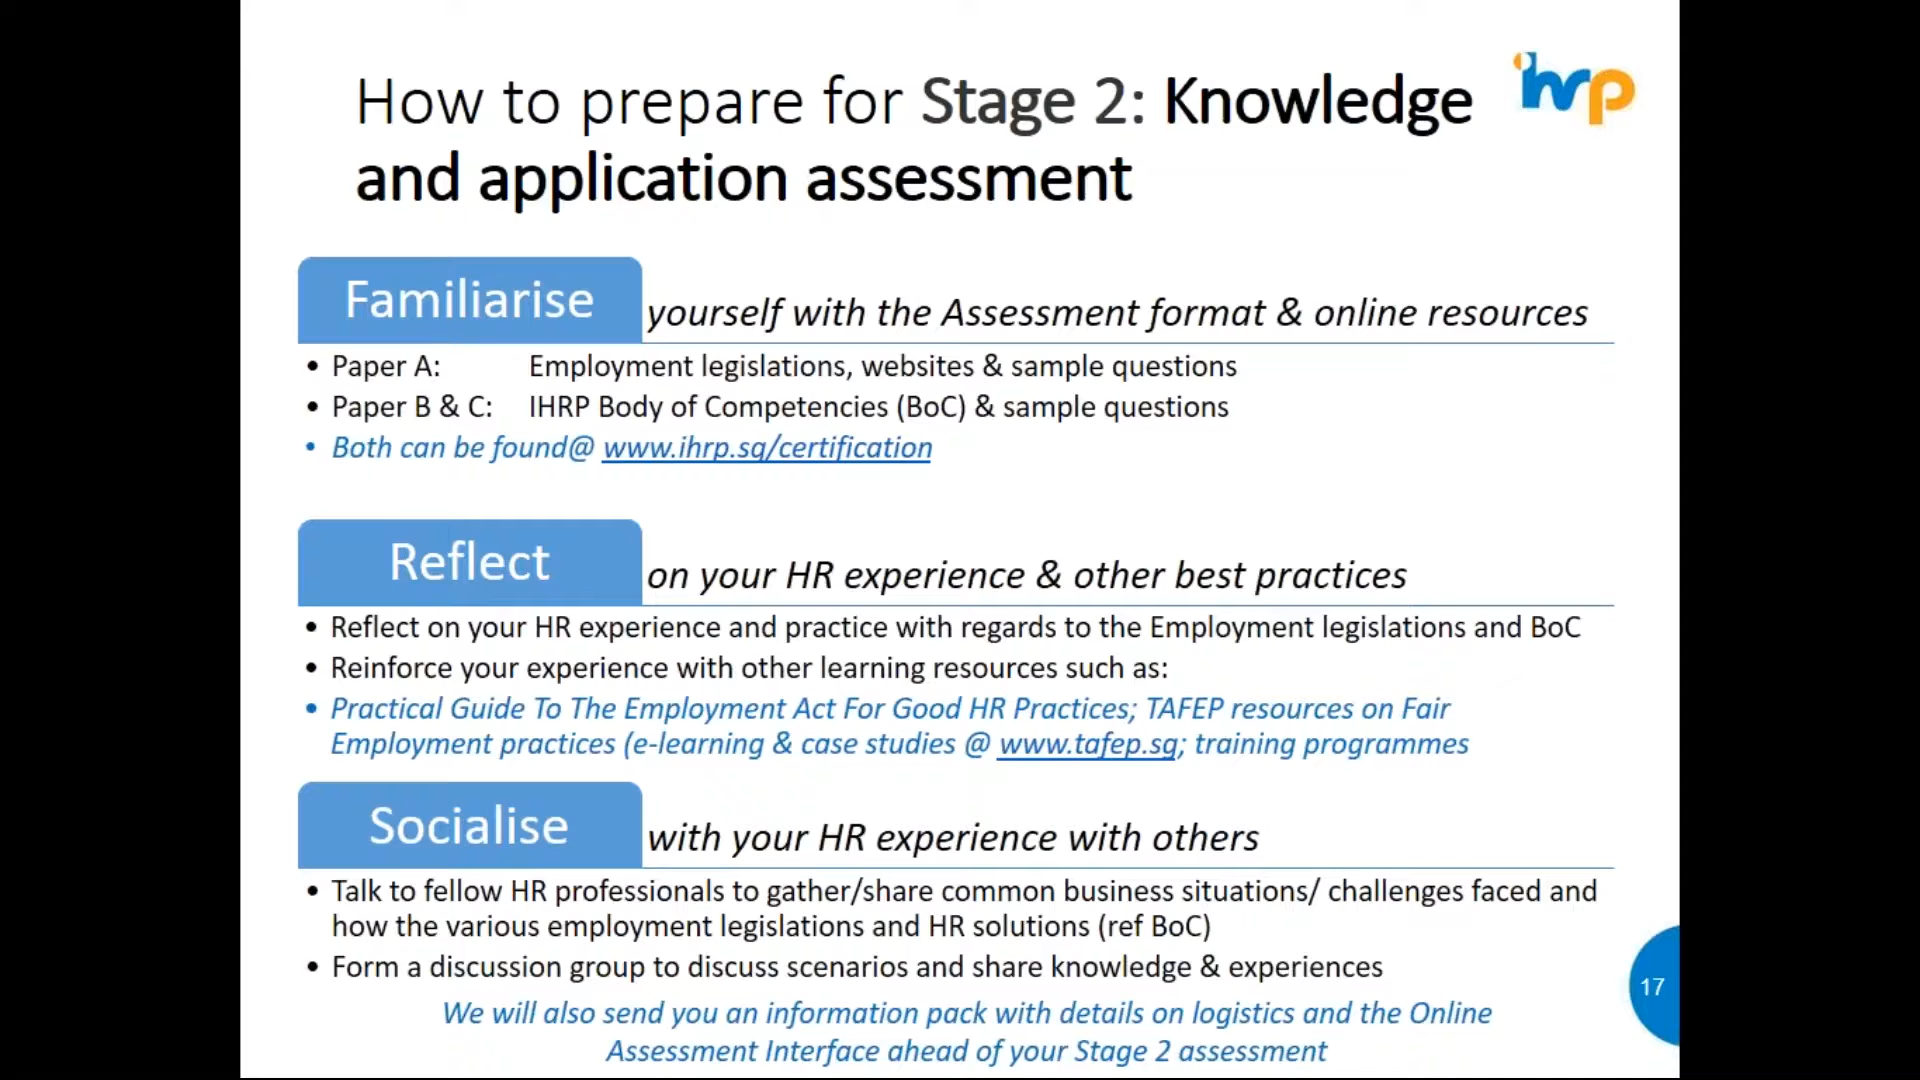 How to prepare for Stage 2: Knowledge
and application assessment
ihrp
Familiarise yourself with the Assessment format & online resources
• Paper A: Employment legislations, websites & sample questions
• Paper B & C: IHRP Body of Competencies (BoC) & sample questions
• Both can be found@ www.ihrp.sg/certification
Reflect on your HR experience & other best practices
• Reflect on your HR experience and practice with regards to the Employment legislations and BoC
• Reinforce your experience with other learning resources such as:
• Practical Guide To The Employment Act For Good HR Practices; TAFEP resources on Fair
Employment practices (e-learning & case studies @ www.tafep.sg; training programmes
Socialise with your HR experience with others
• Talk to fellow HR professionals to gather/share common business situations/ challenges faced and
how the various employment legislations and HR solutions (ref BoC)
• Form a discussion group to discuss scenarios and share knowledge & experiences
We will also send you an information pack with details on logistics and the Online
Assessment Interface ahead of your Stage 2 assessment
17